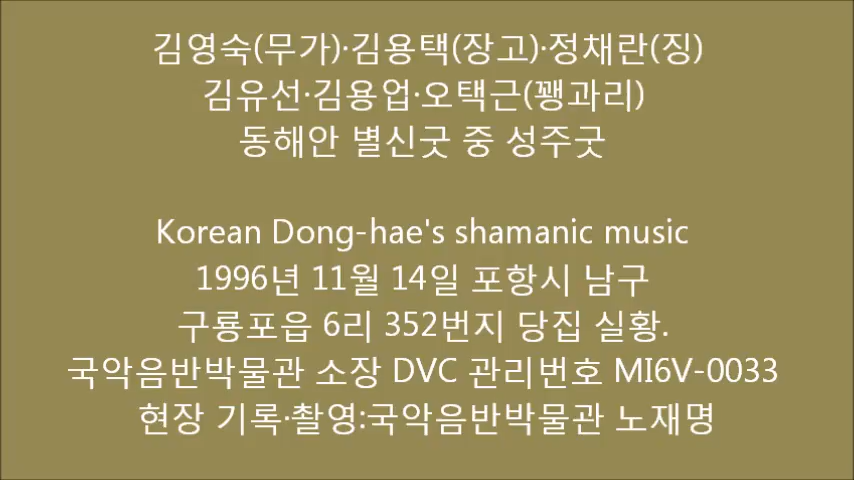 김영숙(무가)·김용택(장고)·정채란(징)
김유선·김용업·오택근(꽹과리)
동해안 별신굿 중 성주굿
Korean Dong-hae's shamanic music
1996년 11월 14일 포항시 남구
구룡포읍 6리 352번지 당집 실황.
국악음반박물관 소장 DVC 관리번호 MI6V-0033
현장 기록·촬영:국악음반박물관 노재명